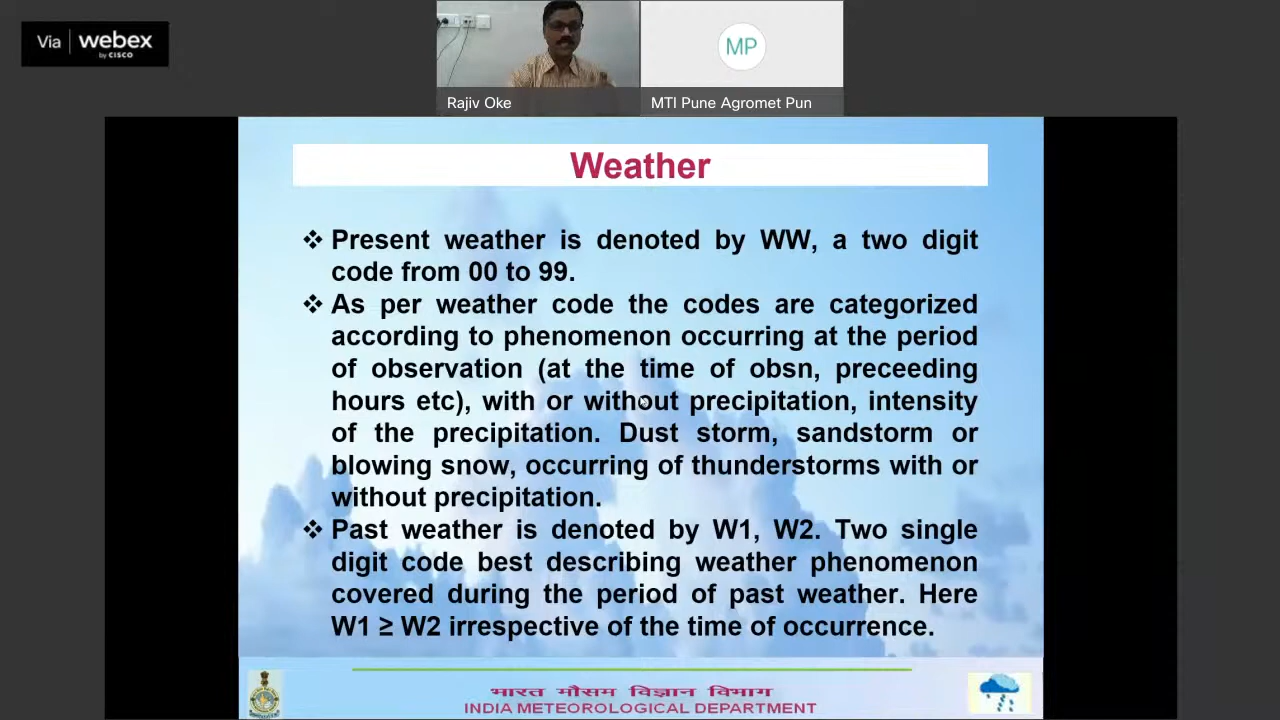 Via webex
by CISCO
MP
Rajiv Oke
MTI Pune Agromet Pun
Weather
❖ Present weather is denoted by WW, a two digit
code from 00 to 99.
❖ As per weather code the codes are categorized
according to phenomenon occurring at the period
of observation (at the time of obsn, preceeding
hours etc), with or without precipitation, intensity
of the precipitation. Dust storm, sandstorm or
blowing snow, occurring of thunderstorms with or
without precipitation.
❖ Past weather is denoted by W1, W2. Two single
digit code best describing weather phenomenon
covered during the period of past weather. Here
W1 ≥ W2 irrespective of the time of occurrence.
भारत मौसम विज्ञान विभाग
INDIA METEOROLOGICAL DEPARTMENT